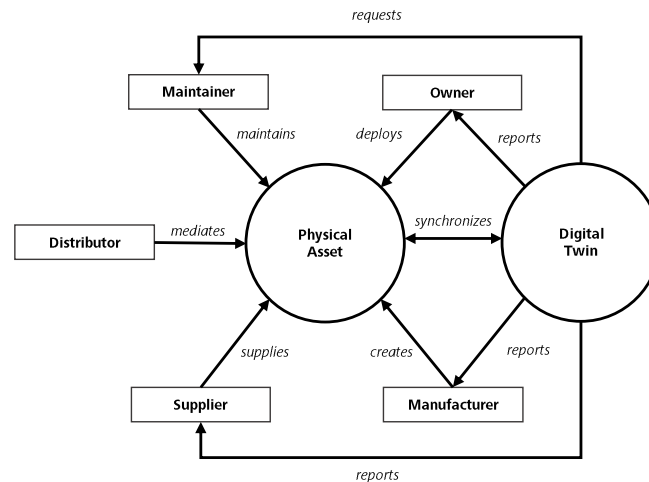 requests
Maintainer
Owner
maintains
deploys
reports
Distributor
mediates
Physical
Asset
synchronizes
Digital
Twin
supplies
creates
reports
Supplier
Manufacturer
reports